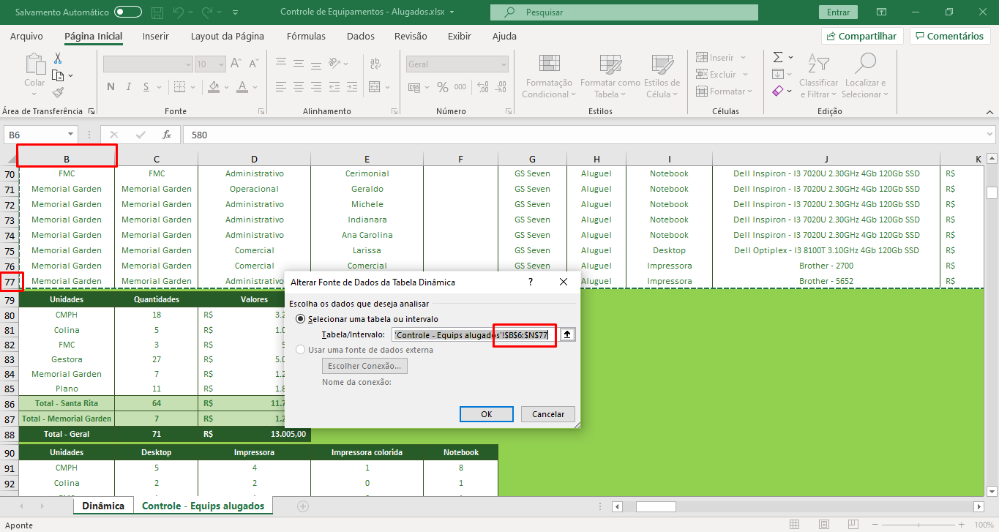 Salvamento Automático Controle de Equipamentos - Alugados.xlsx Pesquisar Entrar
Arquivo Página Inicial Inserir Layout da Página Fórmulas Dados Revisão Exibir Ajuda Compartilhar Comentários
Colar
Área de Transferência
10
N I S
Fonte
Alinhamento
Geral
% 000
Número
Formatação Condicional
Formatar como Tabela
Estilos de Célula
Estilos
Inserir
Excluir
Formatar
Células
Classificar e Filtrar
Localizar e Selecionar
Edição
B6 fx 580
B C D E F G H I J K
70 FMC FMC Administrativo Cerimonial GS Seven Aluguel Notebook Dell Inspiron - I3 7020U 2.30GHz 4Gb 120Gb SSD R$
71 Memorial Garden Memorial Garden Operacional Geraldo GS Seven Aluguel Notebook Dell Inspiron - I3 7020U 2.30GHz 4Gb 120Gb SSD R$
72 Memorial Garden Memorial Garden Administrativo Michele GS Seven Aluguel Notebook Dell Inspiron - I3 7020U 2.30GHz 4Gb 120Gb SSD R$
73 Memorial Garden Memorial Garden Administrativo Indianara GS Seven Aluguel Notebook Dell Inspiron - I3 7020U 2.30GHz 4Gb 120Gb SSD R$
74 Memorial Garden Memorial Garden Administrativo Ana Carolina GS Seven Aluguel Notebook Dell Inspiron - I3 7020U 2.30GHz 4Gb 120Gb SSD R$
75 Memorial Garden Memorial Garden Comercial Larissa GS Seven Aluguel Desktop Dell Optiplex - I3 8100T 3.10GHz 4Gb 120Gb SSD R$
76 Memorial Garden Memorial Garden Comercial Comercial GS Seven Aluguel Impressora Brother - 2700 R$
77 Memorial Garden Memorial Garden Administrativo Aluguel Impressora Brother - 5652 R$
79 Unidades Quantidades Valores
80 CMPH 18 R$ 3.2
81 Colina 5 R$ 1.0
82 FMC 3 R$ 5
83 Gestora 27 R$ 5.0
84 Memorial Garden 7 R$ 1.2
85 Plano 11 R$ 1.8
86 Total - Santa Rita 64 R$ 11.7
87 Total - Memorial Garden 7 R$ 1.2
88 Total - Geral 71 R$ 13.005,00
Alterar Fonte de Dados da Tabela Dinâmica ?
Escolha os dados que deseja analisar
Selecionar uma tabela ou intervalo
Tabela/Intervalo: 'Controle - Equips alugados'!$B$6:$N$77
Usar uma fonte de dados externa
Escolher Conexão...
Nome da conexão:
OK Cancelar
90 Unidades Desktop Impressora Impressora colorida Notebook
91 CMPH 5 4 1 8
92 Colina 2 2 0 1
Dinâmica Controle - Equips alugados
Aponte 100%